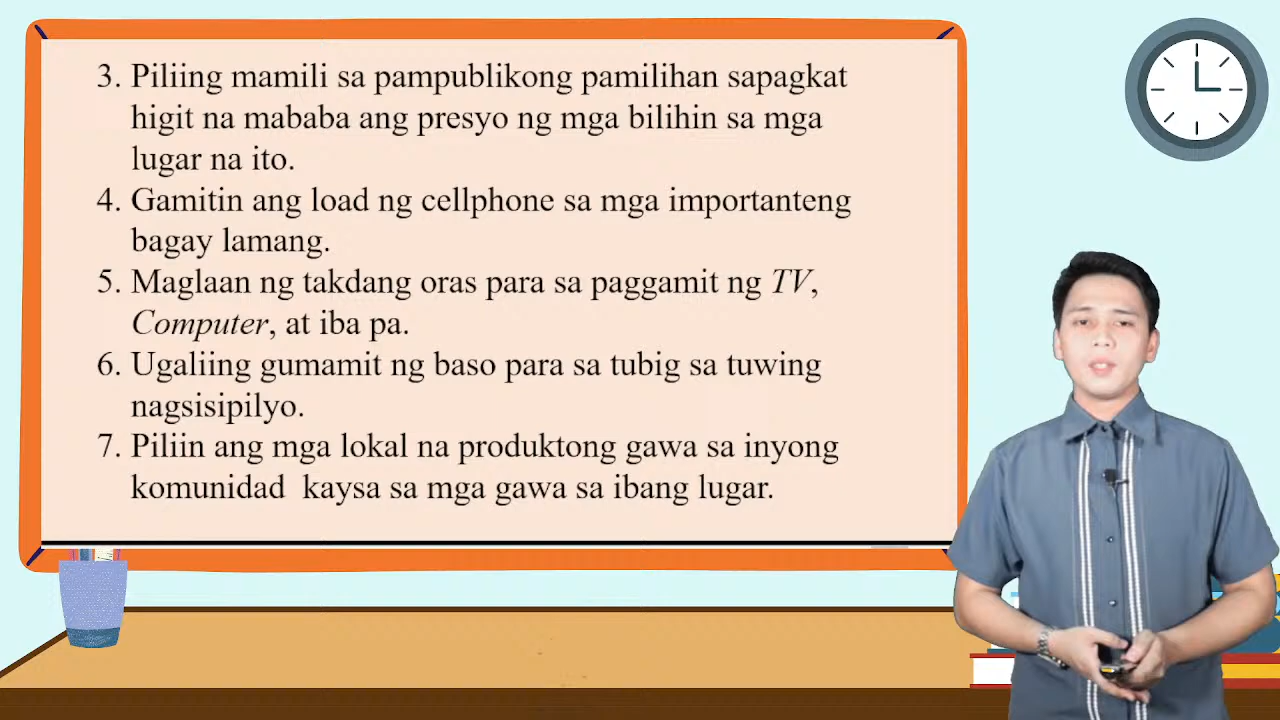 3. Piliing mamili sa pampublikong pamilihan sapagkat
higit na mababa ang presyo ng mga bilihin sa mga
lugar na ito.
4. Gamitin ang load ng cellphone sa mga importanteng
bagay lamang.
5. Maglaan ng takdang oras para sa paggamit ng TV,
Computer, at iba pa.
6. Ugaliing gumamit ng baso para sa tubig sa tuwing
nagsisipilyo.
7. Piliin ang mga lokal na produktong gawa sa inyong
komunidad  kaysa sa mga gawa sa ibang lugar.